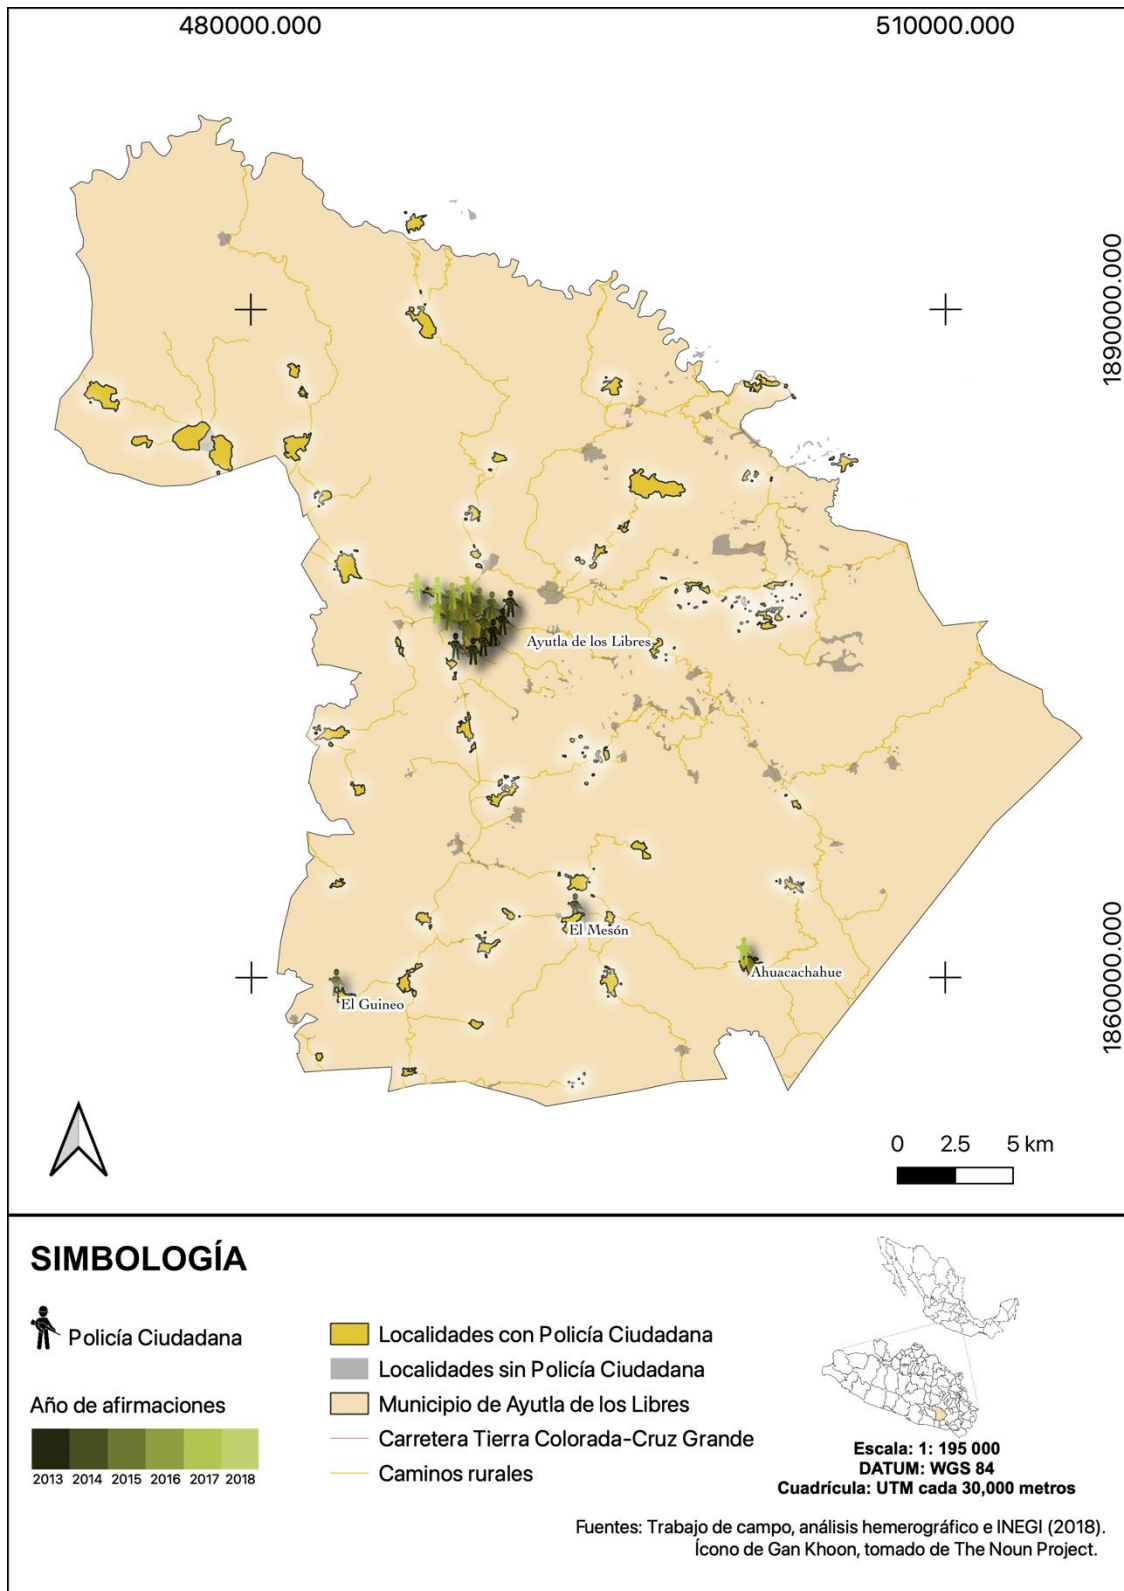 480000.000
510000.000
1890000.000
Ayutla de los Libres
El Mesón
Ahuacachahue
El Guineo
1860000.000
0 2.5 5 km
SIMBOLOGÍA
Policía Ciudadana
Año de afirmaciones
2013 2014 2015 2016 2017 2018
Localidades con Policía Ciudadana
Localidades sin Policía Ciudadana
Municipio de Ayutla de los Libres
Carretera Tierra Colorada-Cruz Grande
Caminos rurales
Escala: 1: 195 000
DATUM: WGS 84
Cuadrícula: UTM cada 30,000 metros
Fuentes: Trabajo de campo, análisis hemerográfico e INEGI (2018).
Ícono de Gan Khoon, tomado de The Noun Project.